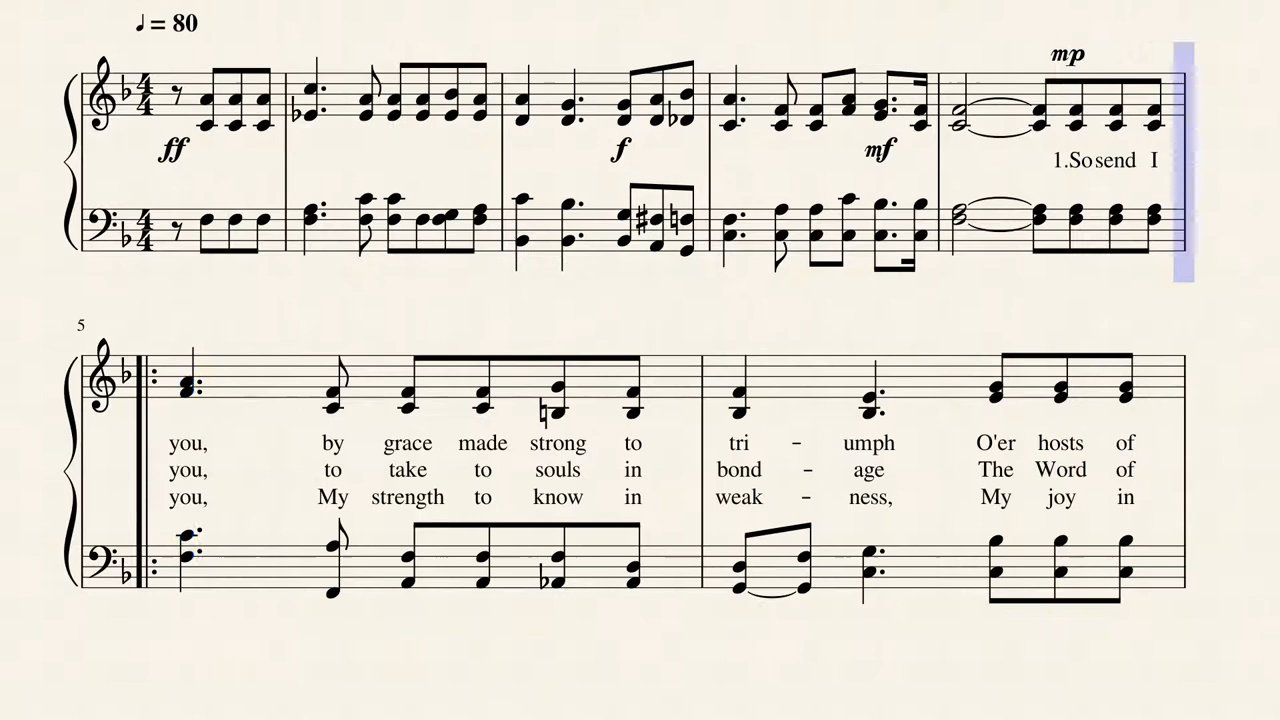 ♩ = 80
mp
ff f mf
1.So send I
5
you, by grace made strong to tri - umph O'er hosts of
you, to take to souls in bond - age The Word of
you, My strength to know in weak - ness, My joy in